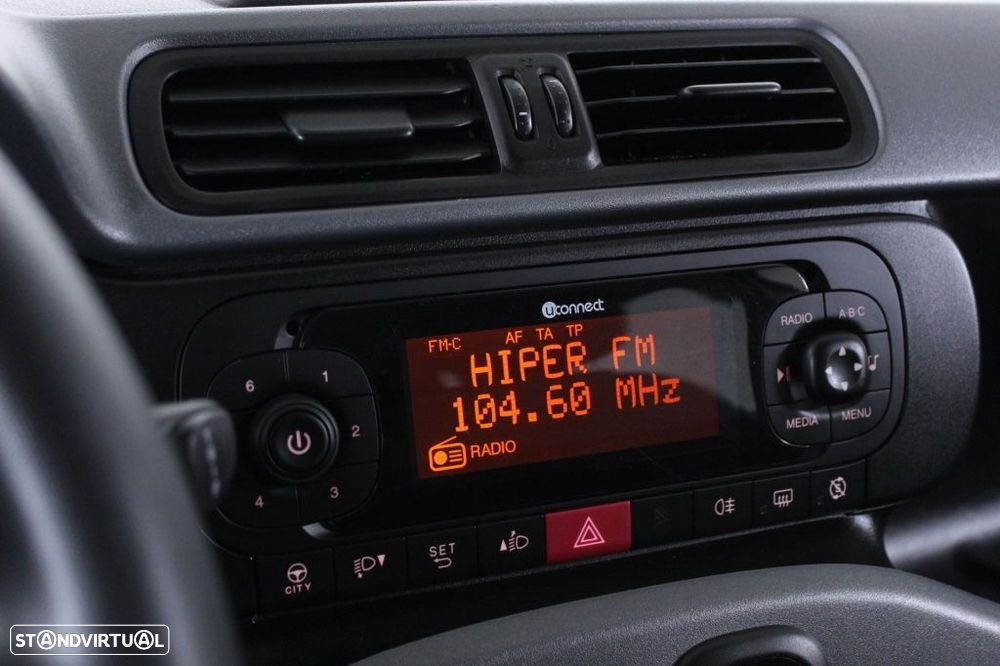 uconnect
FM-C AF TA TP
HIPER FM
104.60 MHz
RADIO
6 1
2
4 3
RADIO A·B·C
MEDIA MENU
CITY
SET
STANDVIRTUAL